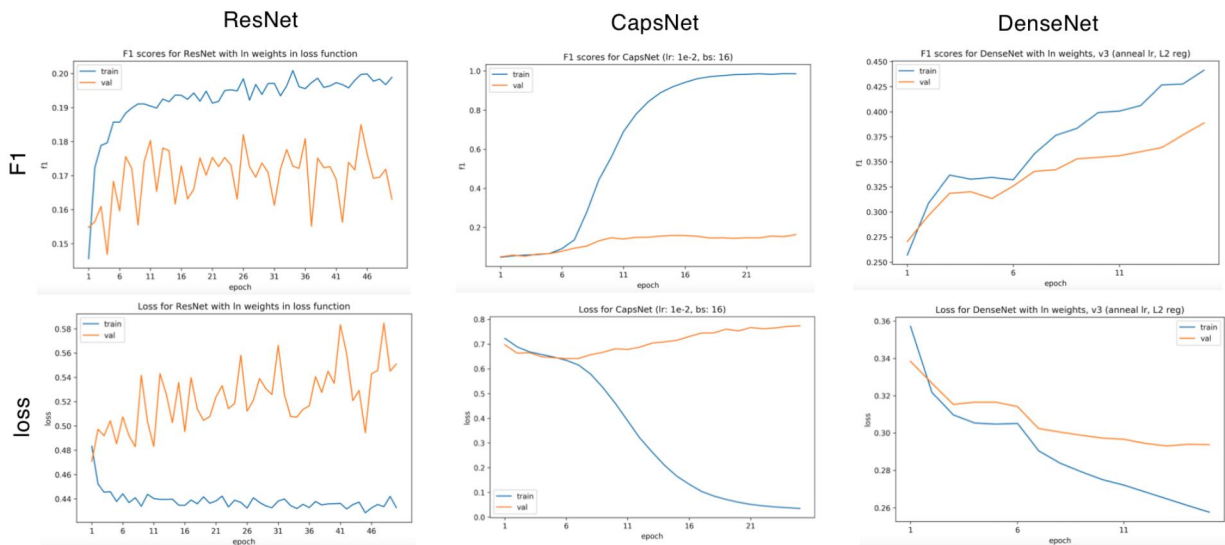 ResNet
CapsNet
DenseNet
F1
F1 scores for ResNet with ln weights in loss function
train
val
0.20
0.19
0.18
0.17
0.16
0.15
f1
1 6 11 16 21 26 31 36 41 46
epoch
F1 scores for CapsNet (lr: 1e-2, bs: 16)
train
val
1.0
0.8
0.6
0.4
0.2
f1
1 6 11 16 21
epoch
F1 scores for DenseNet with ln weights, v3 (anneal lr, L2 reg)
train
val
0.450
0.425
0.400
0.375
0.350
0.325
0.300
0.275
0.250
f1
1 6 11
epoch
loss
Loss for ResNet with ln weights in loss function
train
val
0.58
0.56
0.54
0.52
0.50
0.48
0.46
0.44
loss
1 6 11 16 21 26 31 36 41 46
epoch
Loss for CapsNet (lr: 1e-2, bs: 16)
0.8
0.7
0.6
0.5
0.4
0.3
0.2
0.1
0.0
loss
train
val
1 6 11 16 21
epoch
Loss for DenseNet with ln weights, v3 (anneal lr, L2 reg)
train
val
0.36
0.34
0.32
0.30
0.28
0.26
loss
1 6 11
epoch